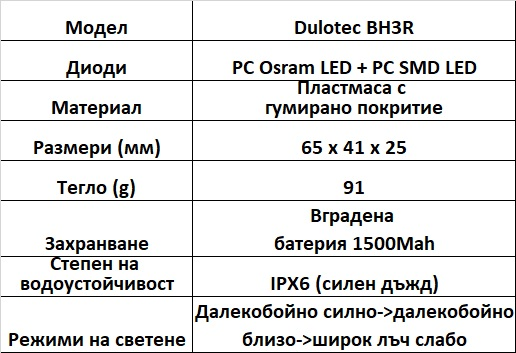 Модел Dulotec BH3R
Диоди PC Osram LED + PC SMD LED
Материал Пластмаса с
гумирано покритие
Размери (мм) 65 x 41 x 25
Тегло (g) 91
Захранване Вградена
батерия 1500Mah
Степен на
водоустойчивост IPX6 (силен дъжд)
Режими на светене Далекобойно силно->далекобойно
близо->широк лъч слабо